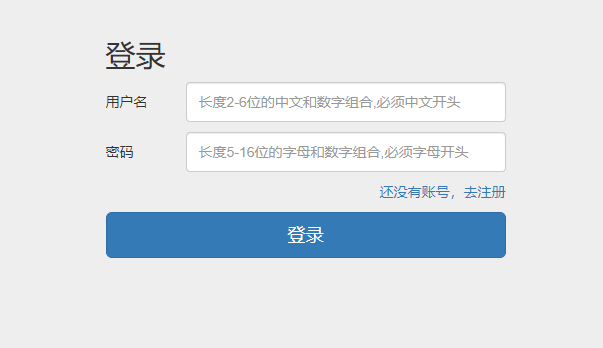 登录
用户名 长度2-6位的中文和数字组合,必须中文开头
密码 长度5-16位的字母和数字组合,必须字母开头
还没有账号，去注册
登录